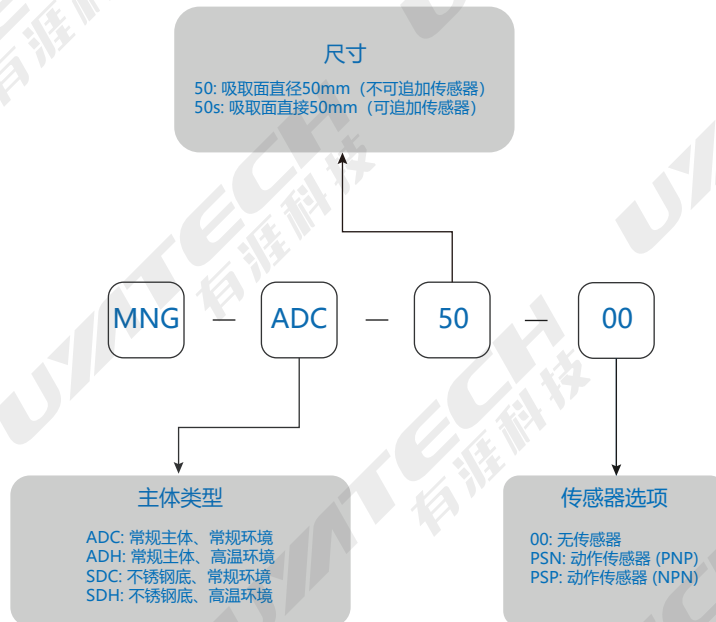 尺寸
50: 吸取面直径50mm（不可追加传感器）
50s: 吸取面直接50mm（可追加传感器）
MNG — ADC — 50 — 00
主体类型
ADC: 常规主体、常规环境
ADH: 常规主体、高温环境
SDC: 不锈钢底、常规环境
SDH: 不锈钢底、高温环境
传感器选项
00: 无传感器
PSN: 动作传感器 (PNP)
PSP: 动作传感器 (NPN)
UYATECH
有涯科技